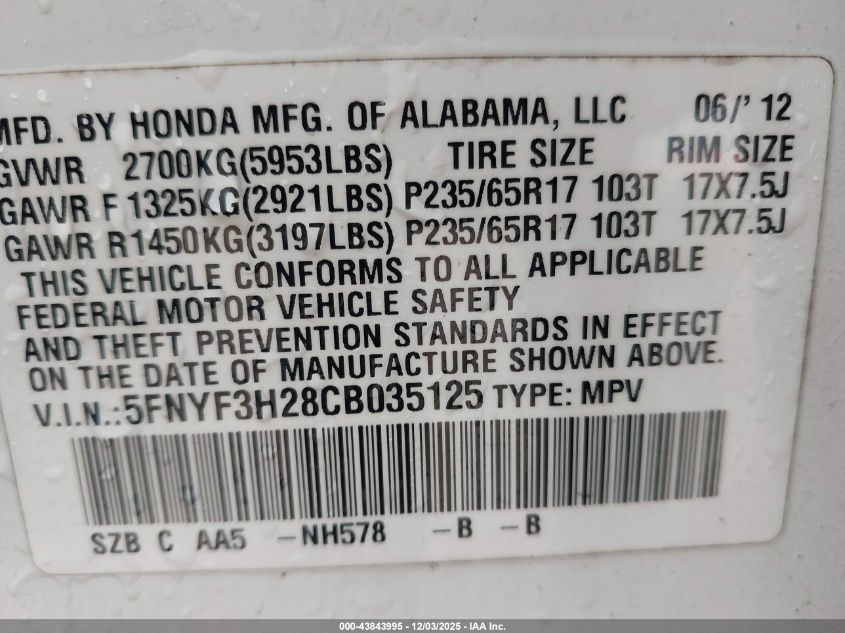 MFD. BY HONDA MFG. OF ALABAMA, LLC 06/' 12
GVWR 2700KG(5953LBS) TIRE SIZE RIM SIZE
GAWR F 1325KG(2921LBS) P235/65R17 103T 17X7.5J
GAWR R1450KG(3197LBS) P235/65R17 103T 17X7.5J
THIS VEHICLE CONFORMS TO ALL APPLICABLE
FEDERAL MOTOR VEHICLE SAFETY
AND THEFT PREVENTION STANDARDS IN EFFECT
ON THE DATE OF MANUFACTURE SHOWN ABOVE.
V.I.N.:5FNYF3H28CB035125 TYPE: MPV
SZB C AA5 -NH578 -B -B
000-43843995 - 12/03/2025 - IAA Inc.